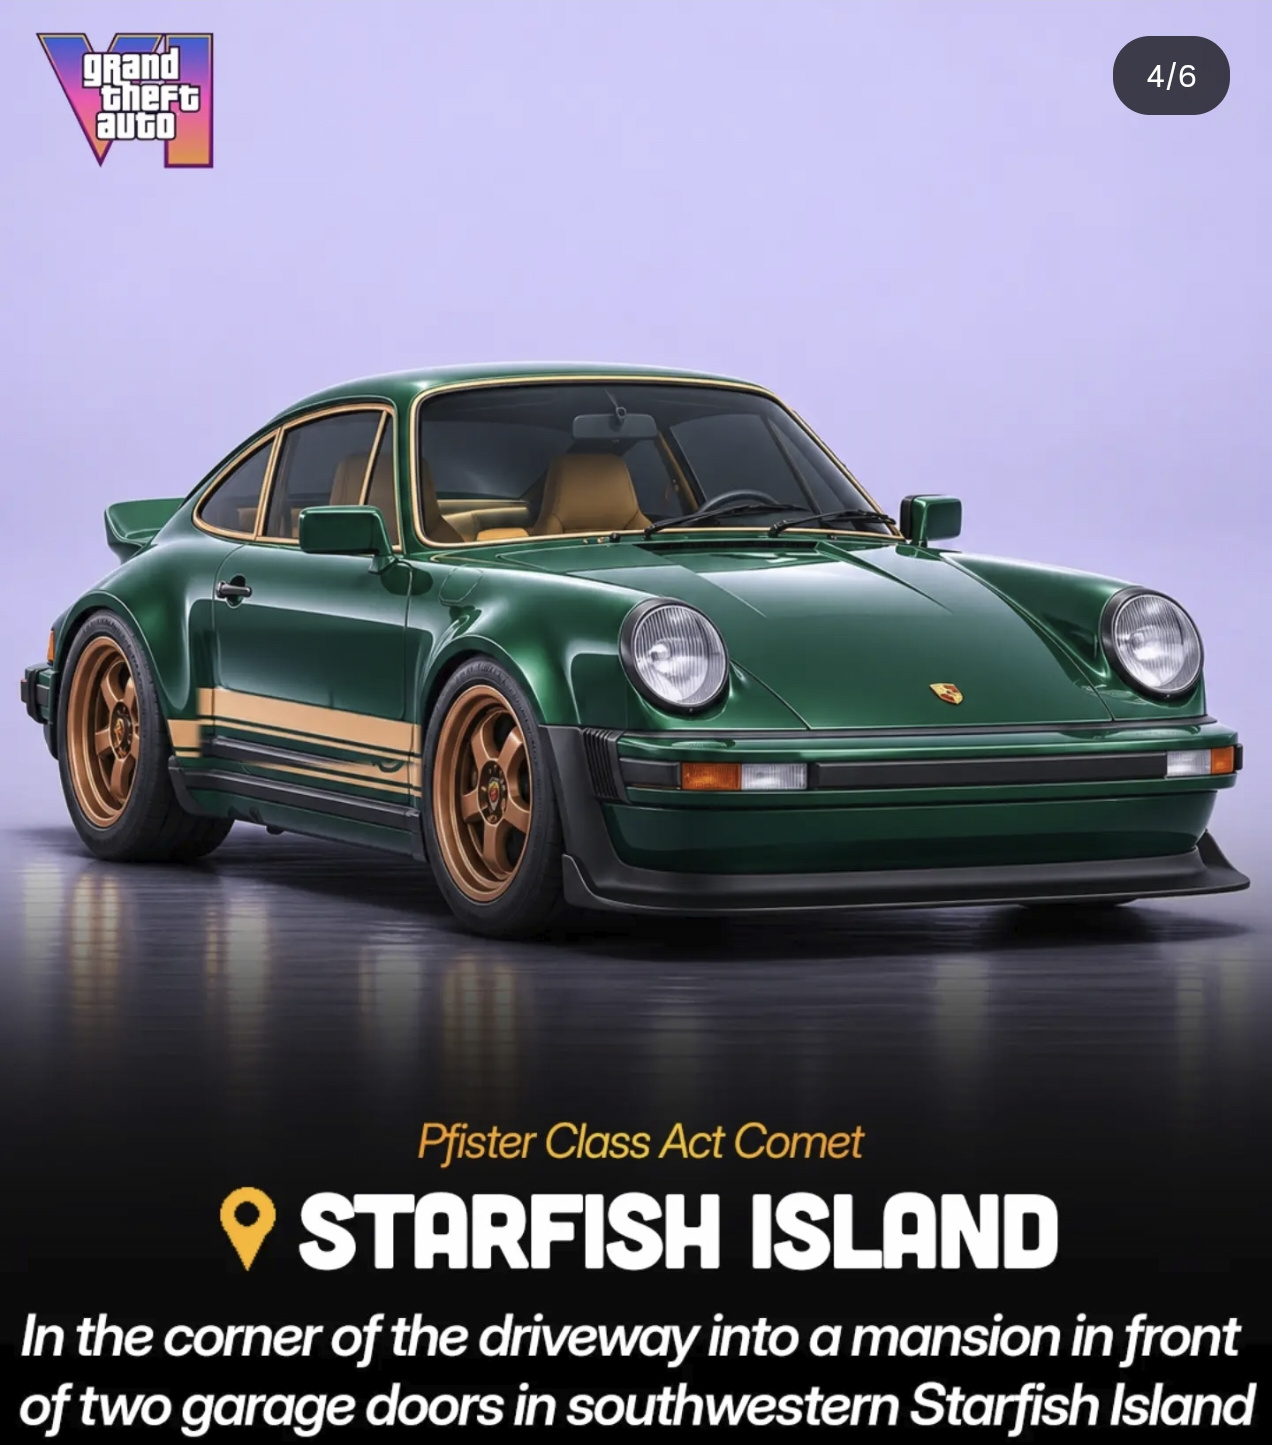 grand
theft
auto
VI
4/6
Pfister Class Act Comet
STARFISH ISLAND
In the corner of the driveway into a mansion in front
of two garage doors in southwestern Starfish Island